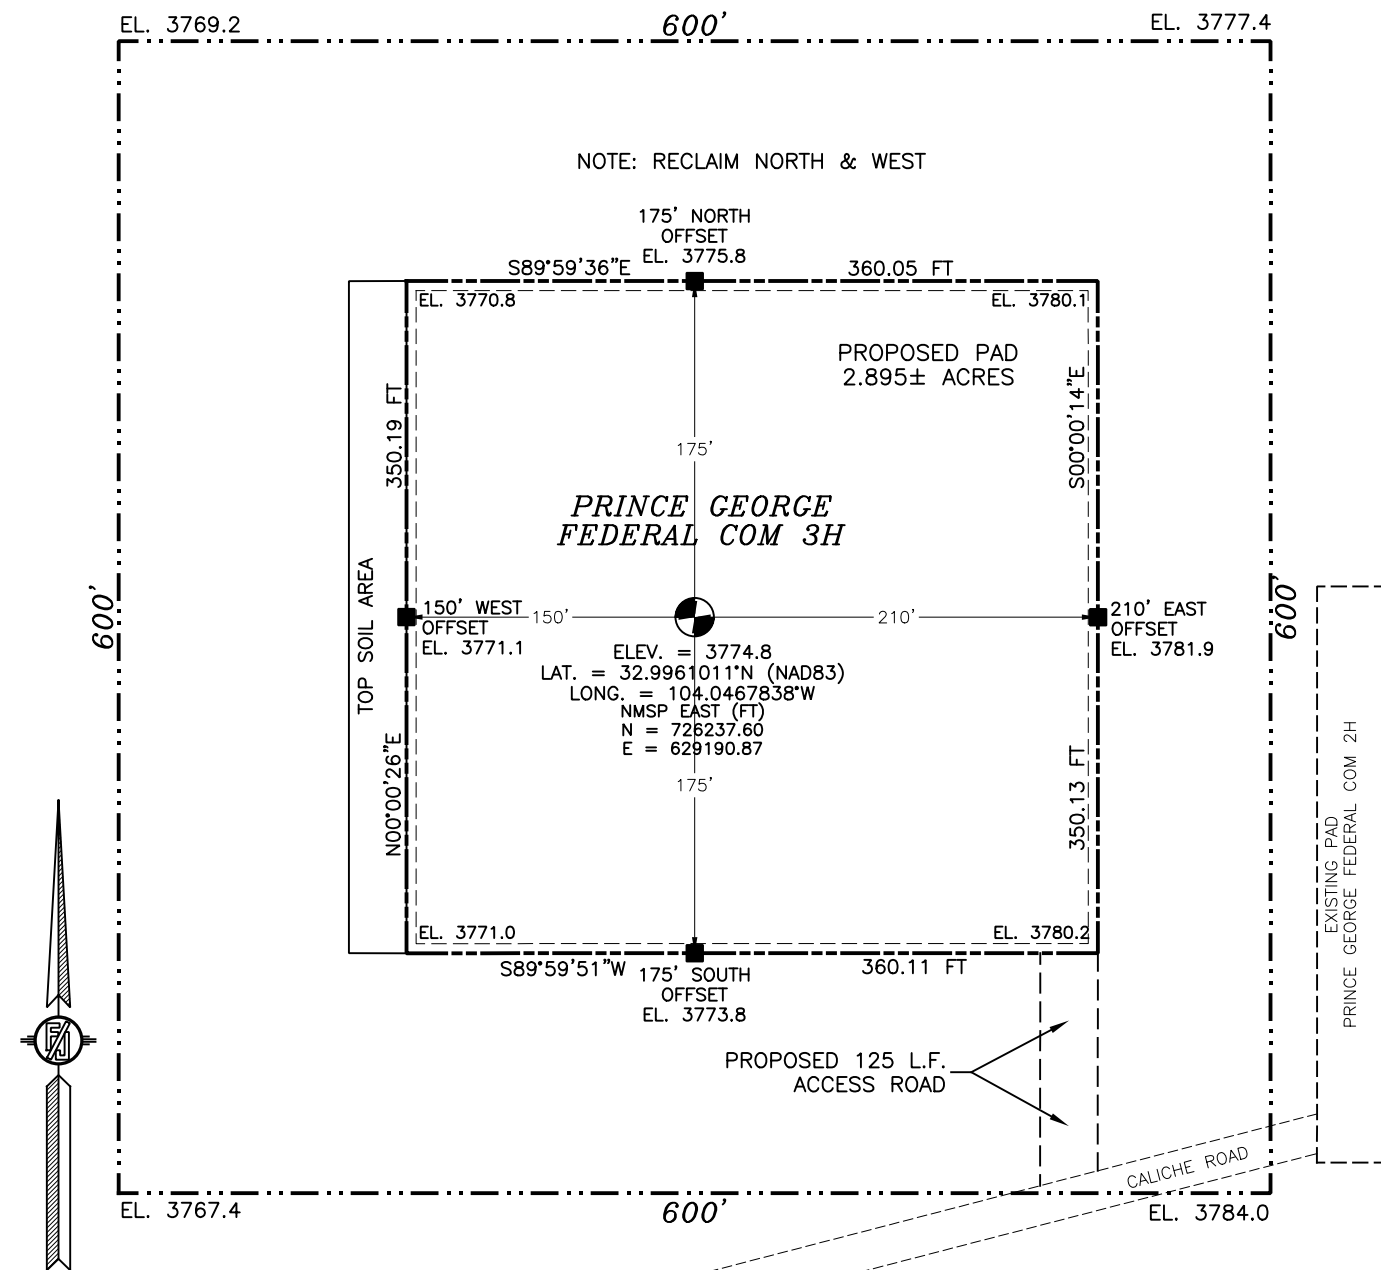 EL. 3769.2
600'
EL. 3777.4
NOTE: RECLAIM NORTH & WEST
175' NORTH
OFFSET
EL. 3775.8
S89°59'36"E
360.05 FT
EL. 3770.8
EL. 3780.1
PROPOSED PAD
2.895± ACRES
350.19 FT
S00°00'14"E
175'
PRINCE GEORGE
FEDERAL COM 3H
600'
TOP SOIL AREA
150' WEST
OFFSET
EL. 3771.1
150'
210'
210' EAST
OFFSET
EL. 3781.9
600'
ELEV. = 3774.8
LAT. = 32.9961011°N (NAD83)
LONG. = 104.0467838°W
NMSP EAST (FT)
N = 726237.60
E = 629190.87
N00°00'26"E
175'
350.13 FT
EXISTING PAD
PRINCE GEORGE FEDERAL COM 2H
EL. 3771.0
EL. 3780.2
S89°59'51"W
360.11 FT
175' SOUTH
OFFSET
EL. 3773.8
PROPOSED 125 L.F.
ACCESS ROAD
CALICHE ROAD
EL. 3767.4
600'
EL. 3784.0